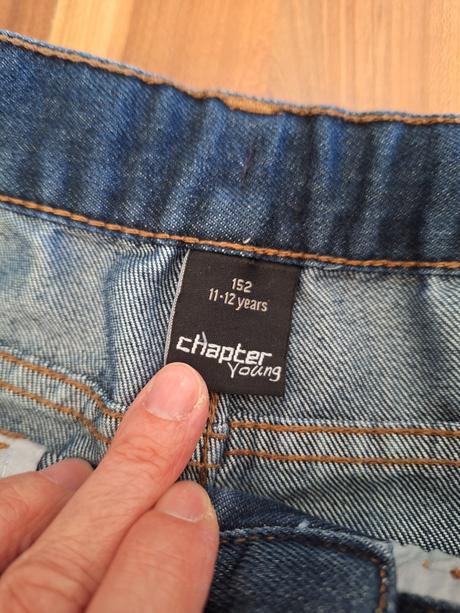 152
11-12 years
cHapter
Young